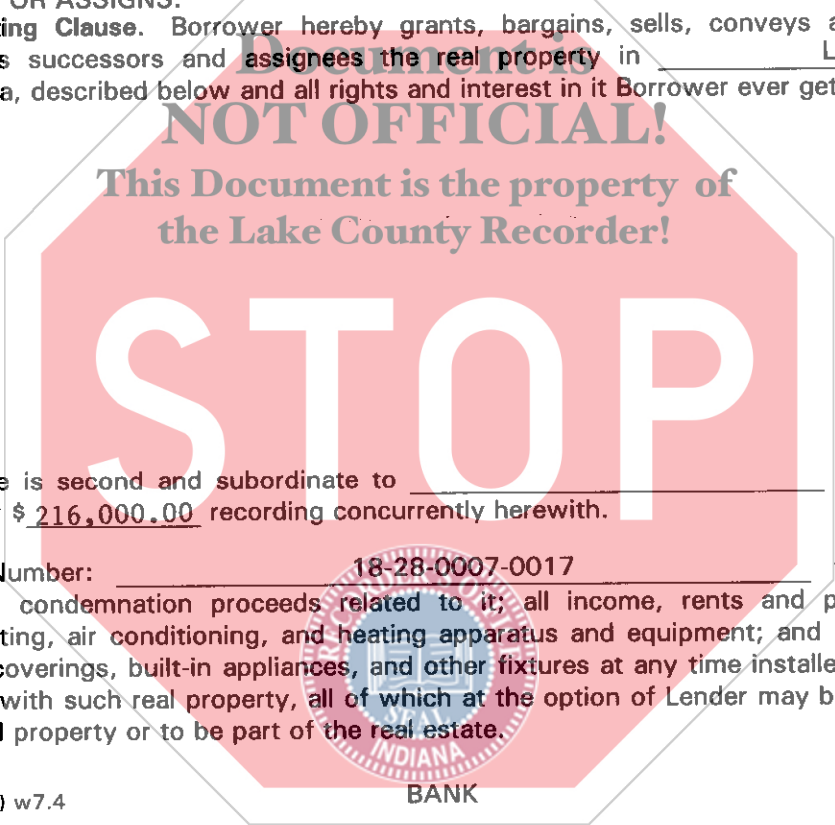 OR ASSIGNS.
ing Clause. Borrower hereby grants, bargains, sells, conveys a
s successors and assignees the real property in L
a, described below and all rights and interest in it Borrower ever get
Document is
NOT OFFICIAL!
This Document is the property of
the Lake County Recorder!
STOP
e is second and subordinate to
$ 216,000.00 recording concurrently herewith.
Number: 18-28-0007-0017
condemnation proceeds related to it; all income, rents and p
ting, air conditioning, and heating apparatus and equipment; and
coverings, built-in appliances, and other fixtures at any time installe
with such real property, all of which at the option of Lender may b
property or to be part of the real estate.
SEAL
INDIANA
) w7.4 BANK